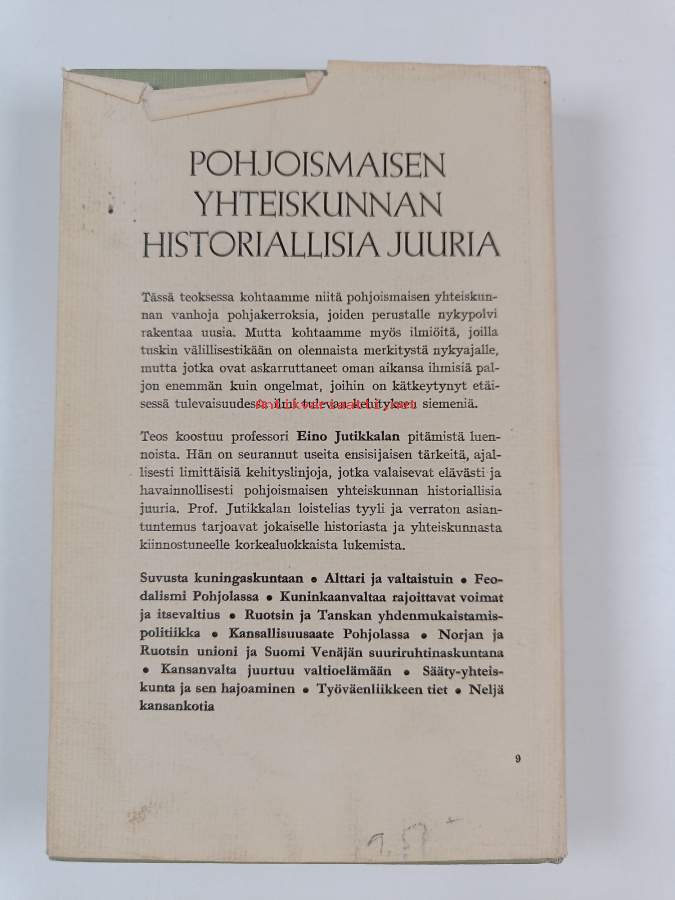 POHJOISMAISEN
YHTEISKUNNAN
HISTORIALLISIA JUURIA
Tässä teoksessa kohtaamme niitä pohjoismaisen yhteiskun-
nan vanhoja pohjakerroksia, joiden perustalle nykypolvi
rakentaa uusia. Mutta kohtaamme myös ilmiöitä, joilla
tuskin välillisestikään on olennaista merkitystä nykyajalle,
mutta jotka ovat askarruttaneet oman aikansa ihmisiä pal-
jon enemmän kuin ongelmat, joihin on kätkeytynyt etäi-
sessä tulevaisuudessa tulevan kehityksen siemeniä.
Antikvariaatti.net
Teos koostuu professori Eino Jutikkalan pitämistä luen-
noista. Hän on seurannut useita ensisijaisen tärkeitä, ajal-
lisesti limittäisiä kehityslinjoja, jotka valaisevat elävästi ja
havainnollisesti pohjoismaisen yhteiskunnan historiallisia
juuria. Prof. Jutikkalan loistelias tyyli ja verraton asian-
tuntemus tarjoavat jokaiselle historiasta ja yhteiskunnasta
kiinnostuneelle korkealuokkaista lukemista.
Suvusta kuningaskuntaan • Alttari ja valtaistuin • Feo-
dalismi Pohjolassa • Kuninkaanvaltaa rajoittavat voimat
ja itsevaltius • Ruotsin ja Tanskan yhdenmukaistamis-
politiikka • Kansallisuusaate Pohjolassa • Norjan ja
Ruotsin unioni ja Suomi Venäjän suuriruhtinaskuntana
• Kansanvalta juurtuu valtioelämään • Sääty-yhteis-
kunta ja sen hajoaminen • Työväenliikkeen tiet • Neljä
kansankotia
9